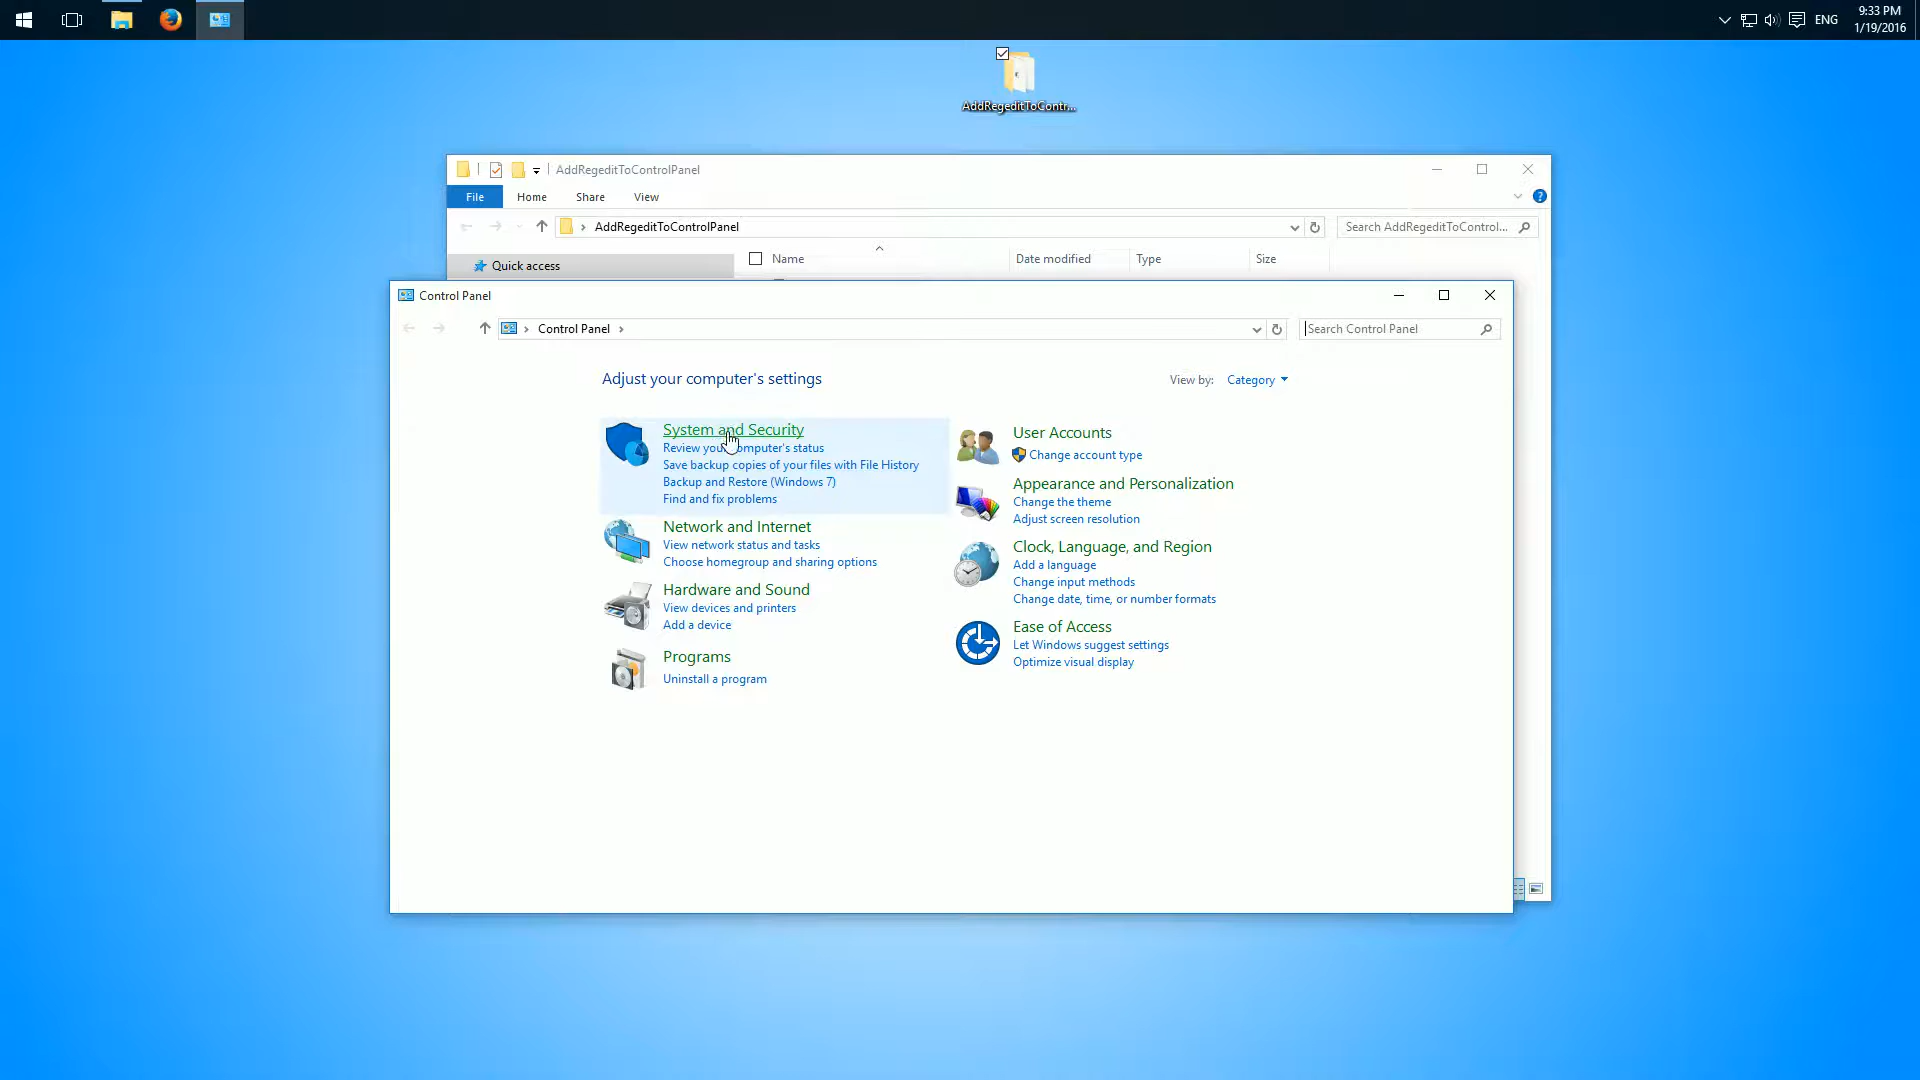 ENG
9:33 PM
1/19/2016
AddRegeditToContr...
AddRegeditToControlPanel
File
Home
Share
View
AddRegeditToControlPanel
Search AddRegeditToControl...
Quick access
Name
Date modified
Type
Size
Control Panel
Control Panel
Search Control Panel
Adjust your computer's settings
View by:
Category
System and Security
Review your computer's status
Save backup copies of your files with File History
Backup and Restore (Windows 7)
Find and fix problems
Network and Internet
View network status and tasks
Choose homegroup and sharing options
Hardware and Sound
View devices and printers
Add a device
Programs
Uninstall a program
User Accounts
Change account type
Appearance and Personalization
Change the theme
Adjust screen resolution
Clock, Language, and Region
Add a language
Change input methods
Change date, time, or number formats
Ease of Access
Let Windows suggest settings
Optimize visual display